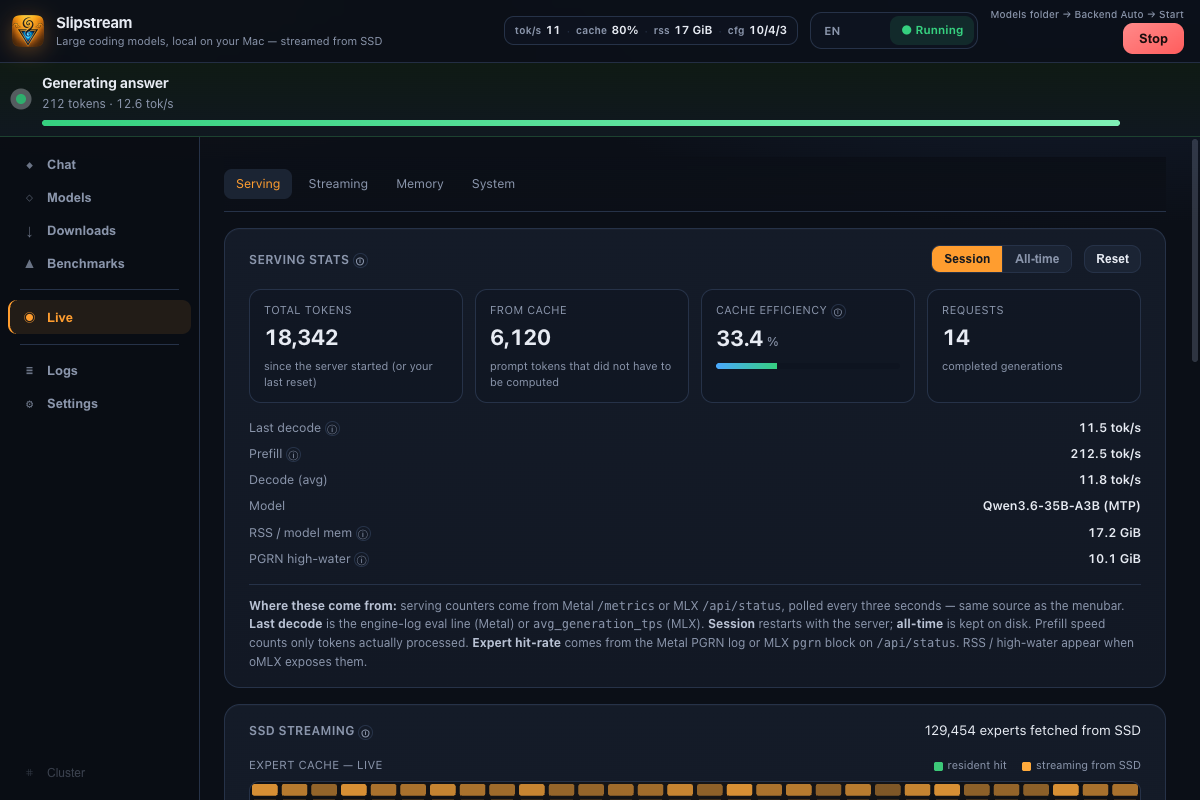 Slipstream
Large coding models, local on your Mac — streamed from SSD
tok/s 11 · cache 80% · rss 17 GiB · cfg 10/4/3
EN
Running
Models folder → Backend Auto → Start
Stop
Generating answer
212 tokens · 12.6 tok/s
Chat
Models
Downloads
Benchmarks
Live
Logs
Settings
Cluster
Serving
Streaming
Memory
System
SERVING STATS
Session
All-time
Reset
TOTAL TOKENS
18,342
since the server started (or your
last reset)
FROM CACHE
6,120
prompt tokens that did not have to
be computed
CACHE EFFICIENCY
33.4 %
REQUESTS
14
completed generations
Last decode 11.5 tok/s
Prefill 212.5 tok/s
Decode (avg) 11.8 tok/s
Model Qwen3.6-35B-A3B (MTP)
RSS / model mem 17.2 GiB
PGRN high-water 10.1 GiB
Where these come from: serving counters come from Metal /metrics or MLX /api/status, polled every three seconds — same source as the menubar.
Last decode is the engine-log eval line (Metal) or avg_generation_tps (MLX). Session restarts with the server; all-time is kept on disk. Prefill speed
counts only tokens actually processed. Expert hit-rate comes from the Metal PGRN log or MLX pgrn block on /api/status. RSS / high-water appear when
oMLX exposes them.
SSD STREAMING
129,454 experts fetched from SSD
EXPERT CACHE — LIVE
resident hit
streaming from SSD